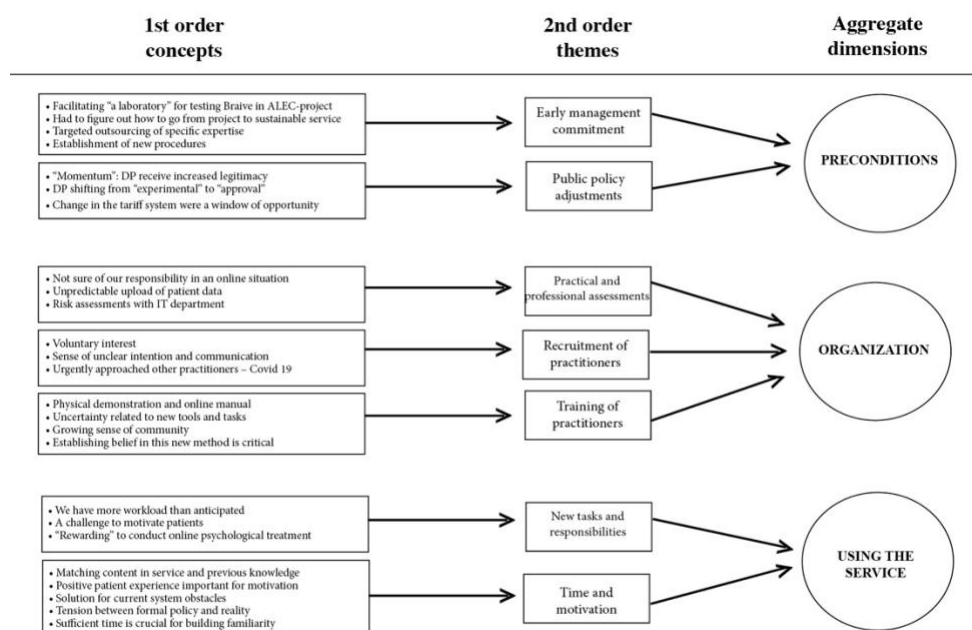 1st order
concepts
2nd order
themes
Aggregate
dimensions
• Facilitating "a laboratory" for testing Braive in ALEC-project
• Had to figure out how to go from project to sustainable service
• Targeted outsousing of specific expertise
• Establishment of new procedures
Early management
commitment
• "Momentum": DP receive increased legitimacy
• DP shifting from "experimental" to "approval"
• Change in the tariff system were a window of opportunity
Public policy
adjustments
PRECONDITIONS
• Not sure of our responsibility in an online situation
• Unpredictable upload of patient data
• Risk assessments with IT department
Practical and
professional assessments
• Voluntary interest
• Sense of unclear intention and communication
• Urgently approached other practitioners – Covid 19
Recruitment of
practitioners
• Physical demonstration and online manual
• Uncertainty related to new tools and tasks
• Growing sense of community
• Establishing belief in this new method is critical
Training of
practitioners
ORGANIZATION
• We have more workload than anticipated
• A challenge to motivate patients
• "Rewarding" to conduct online psychological treatment
New tasks and
responsibilities
• Matching content in service and previous knowledge
• Positive patient experience important for motivation
• Solution for current system obstacles
• Tension between formal policy and reality
• Sufficient time is crucial for building familiarity
Time and
motivation
USING THE
SERVICE